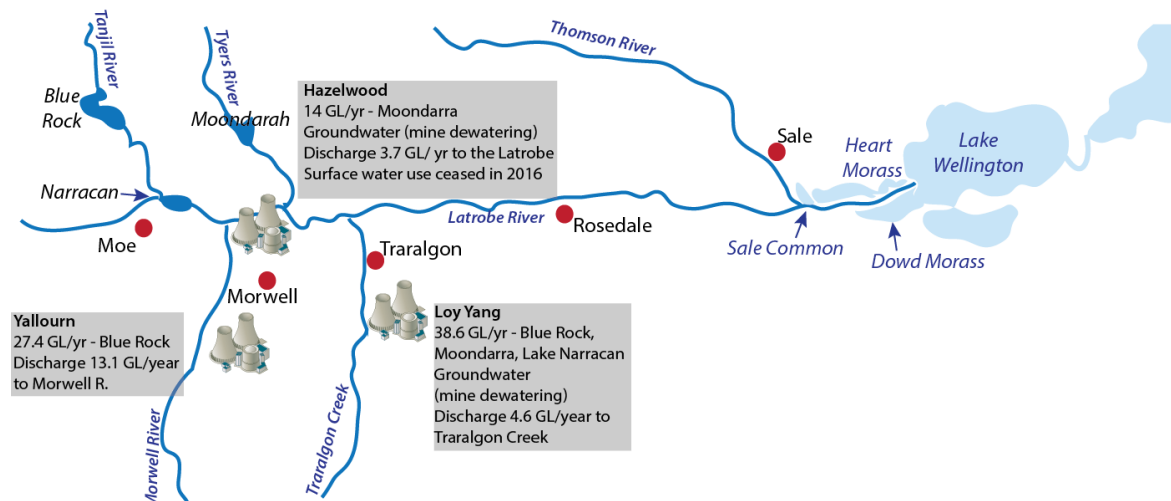 Tanjil River
Tyers River
Thomson River
Blue
Rock
Moondarah
Hazelwood
14 GL/yr - Moondarra
Groundwater (mine dewatering)
Discharge 3.7 GL/ yr to the Latrobe
Surface water use ceased in 2016
Sale
Heart
Morass
Lake
Wellington
Narracan
Moe
Latrobe River
Rosedale
Sale Common
Dowd Morass
Traralgon
Morwell
Yallourn
27.4 GL/yr - Blue Rock
Discharge 13.1 GL/year
to Morwell R.
Loy Yang
38.6 GL/yr - Blue Rock,
Moondarra, Lake Narracan
Groundwater
(mine dewatering)
Discharge 4.6 GL/year to
Traralgon Creek
Morwell River
Traralgon Creek